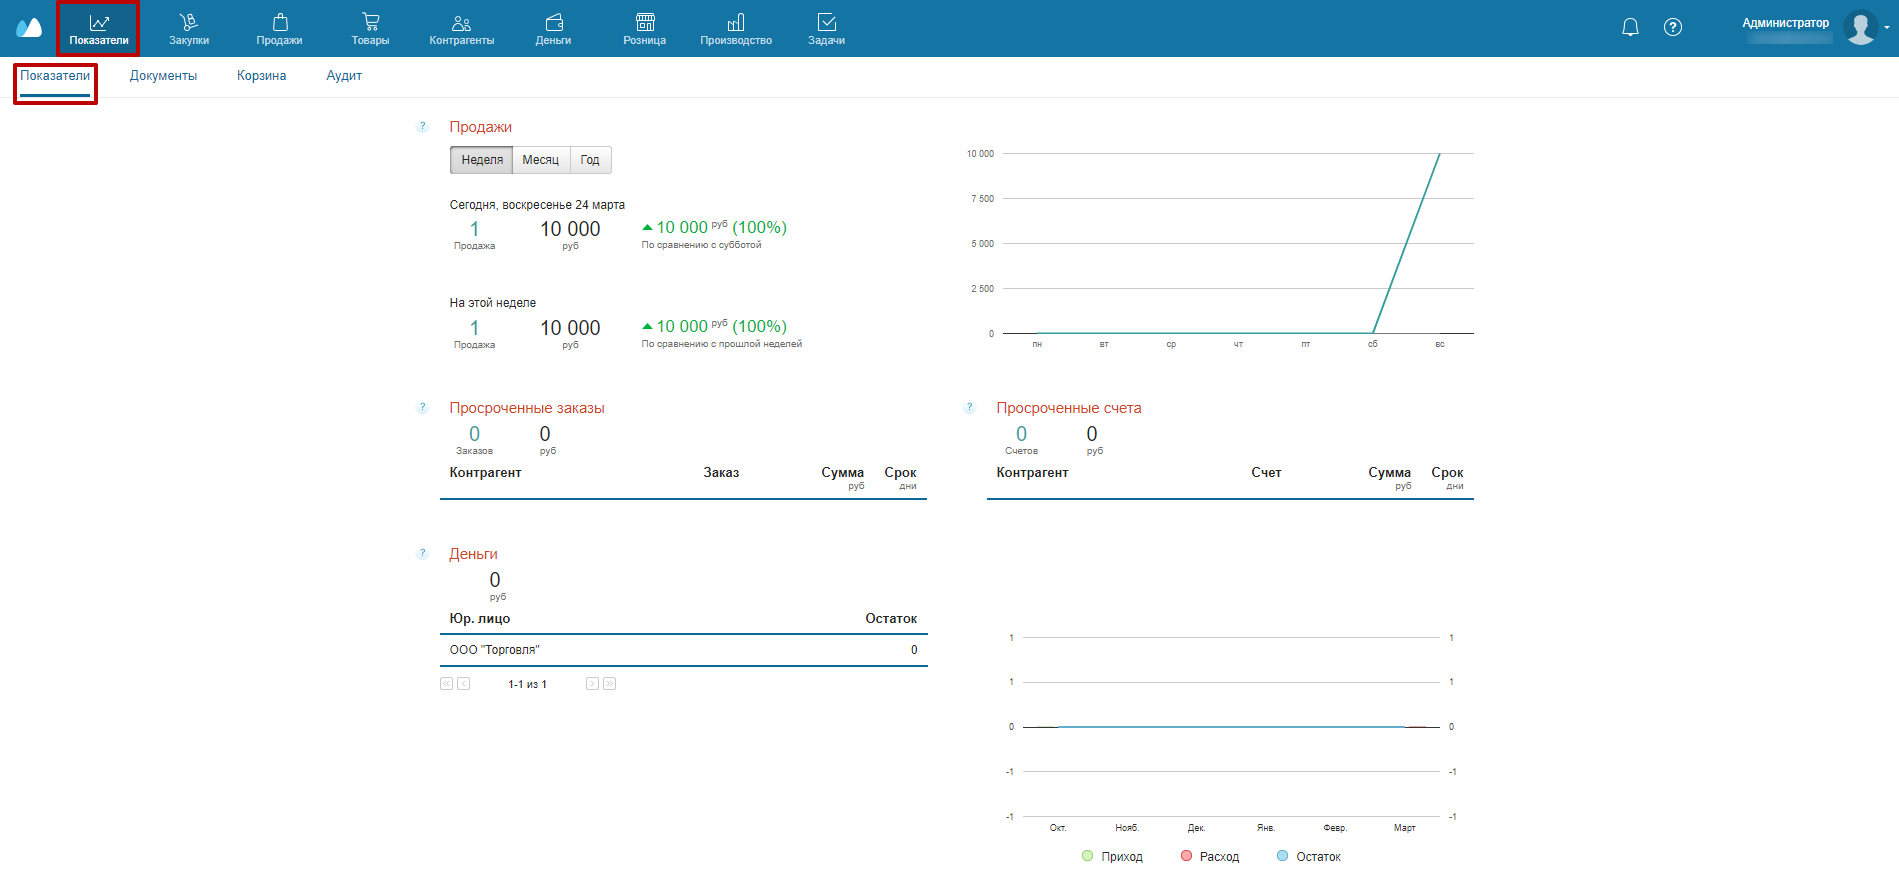 Показатели
Закупки
Продажи
Товары
Контрагенты
Деньги
Розница
Производство
Задачи
?
Администратор
Показатели
Документы
Корзина
Аудит
? Продажи
Неделя Месяц Год
Сегодня, воскресенье 24 марта
1 10 000 10 000 руб (100%)
Продажа руб По сравнению с субботой
На этой неделе
1 10 000 10 000 руб (100%)
Продажа руб По сравнению с прошлой неделей
10 000
7 500
5 000
2 500
0
пн вт ср чт пт сб вс
? Просроченные заказы
0 0
Заказов руб
Контрагент Заказ Сумма Срок
руб дни
? Просроченные счета
0 0
Счетов руб
Контрагент Счет Сумма Срок
руб дни
? Деньги
0
руб
Юр. лицо Остаток
ООО "Торговля" 0
« ‹ 1-1 из 1 › »
1 1
1 1
0 0
-1 -1
-1 -1
Окт. Нояб. Дек. Янв. Февр. Март
Приход Расход Остаток